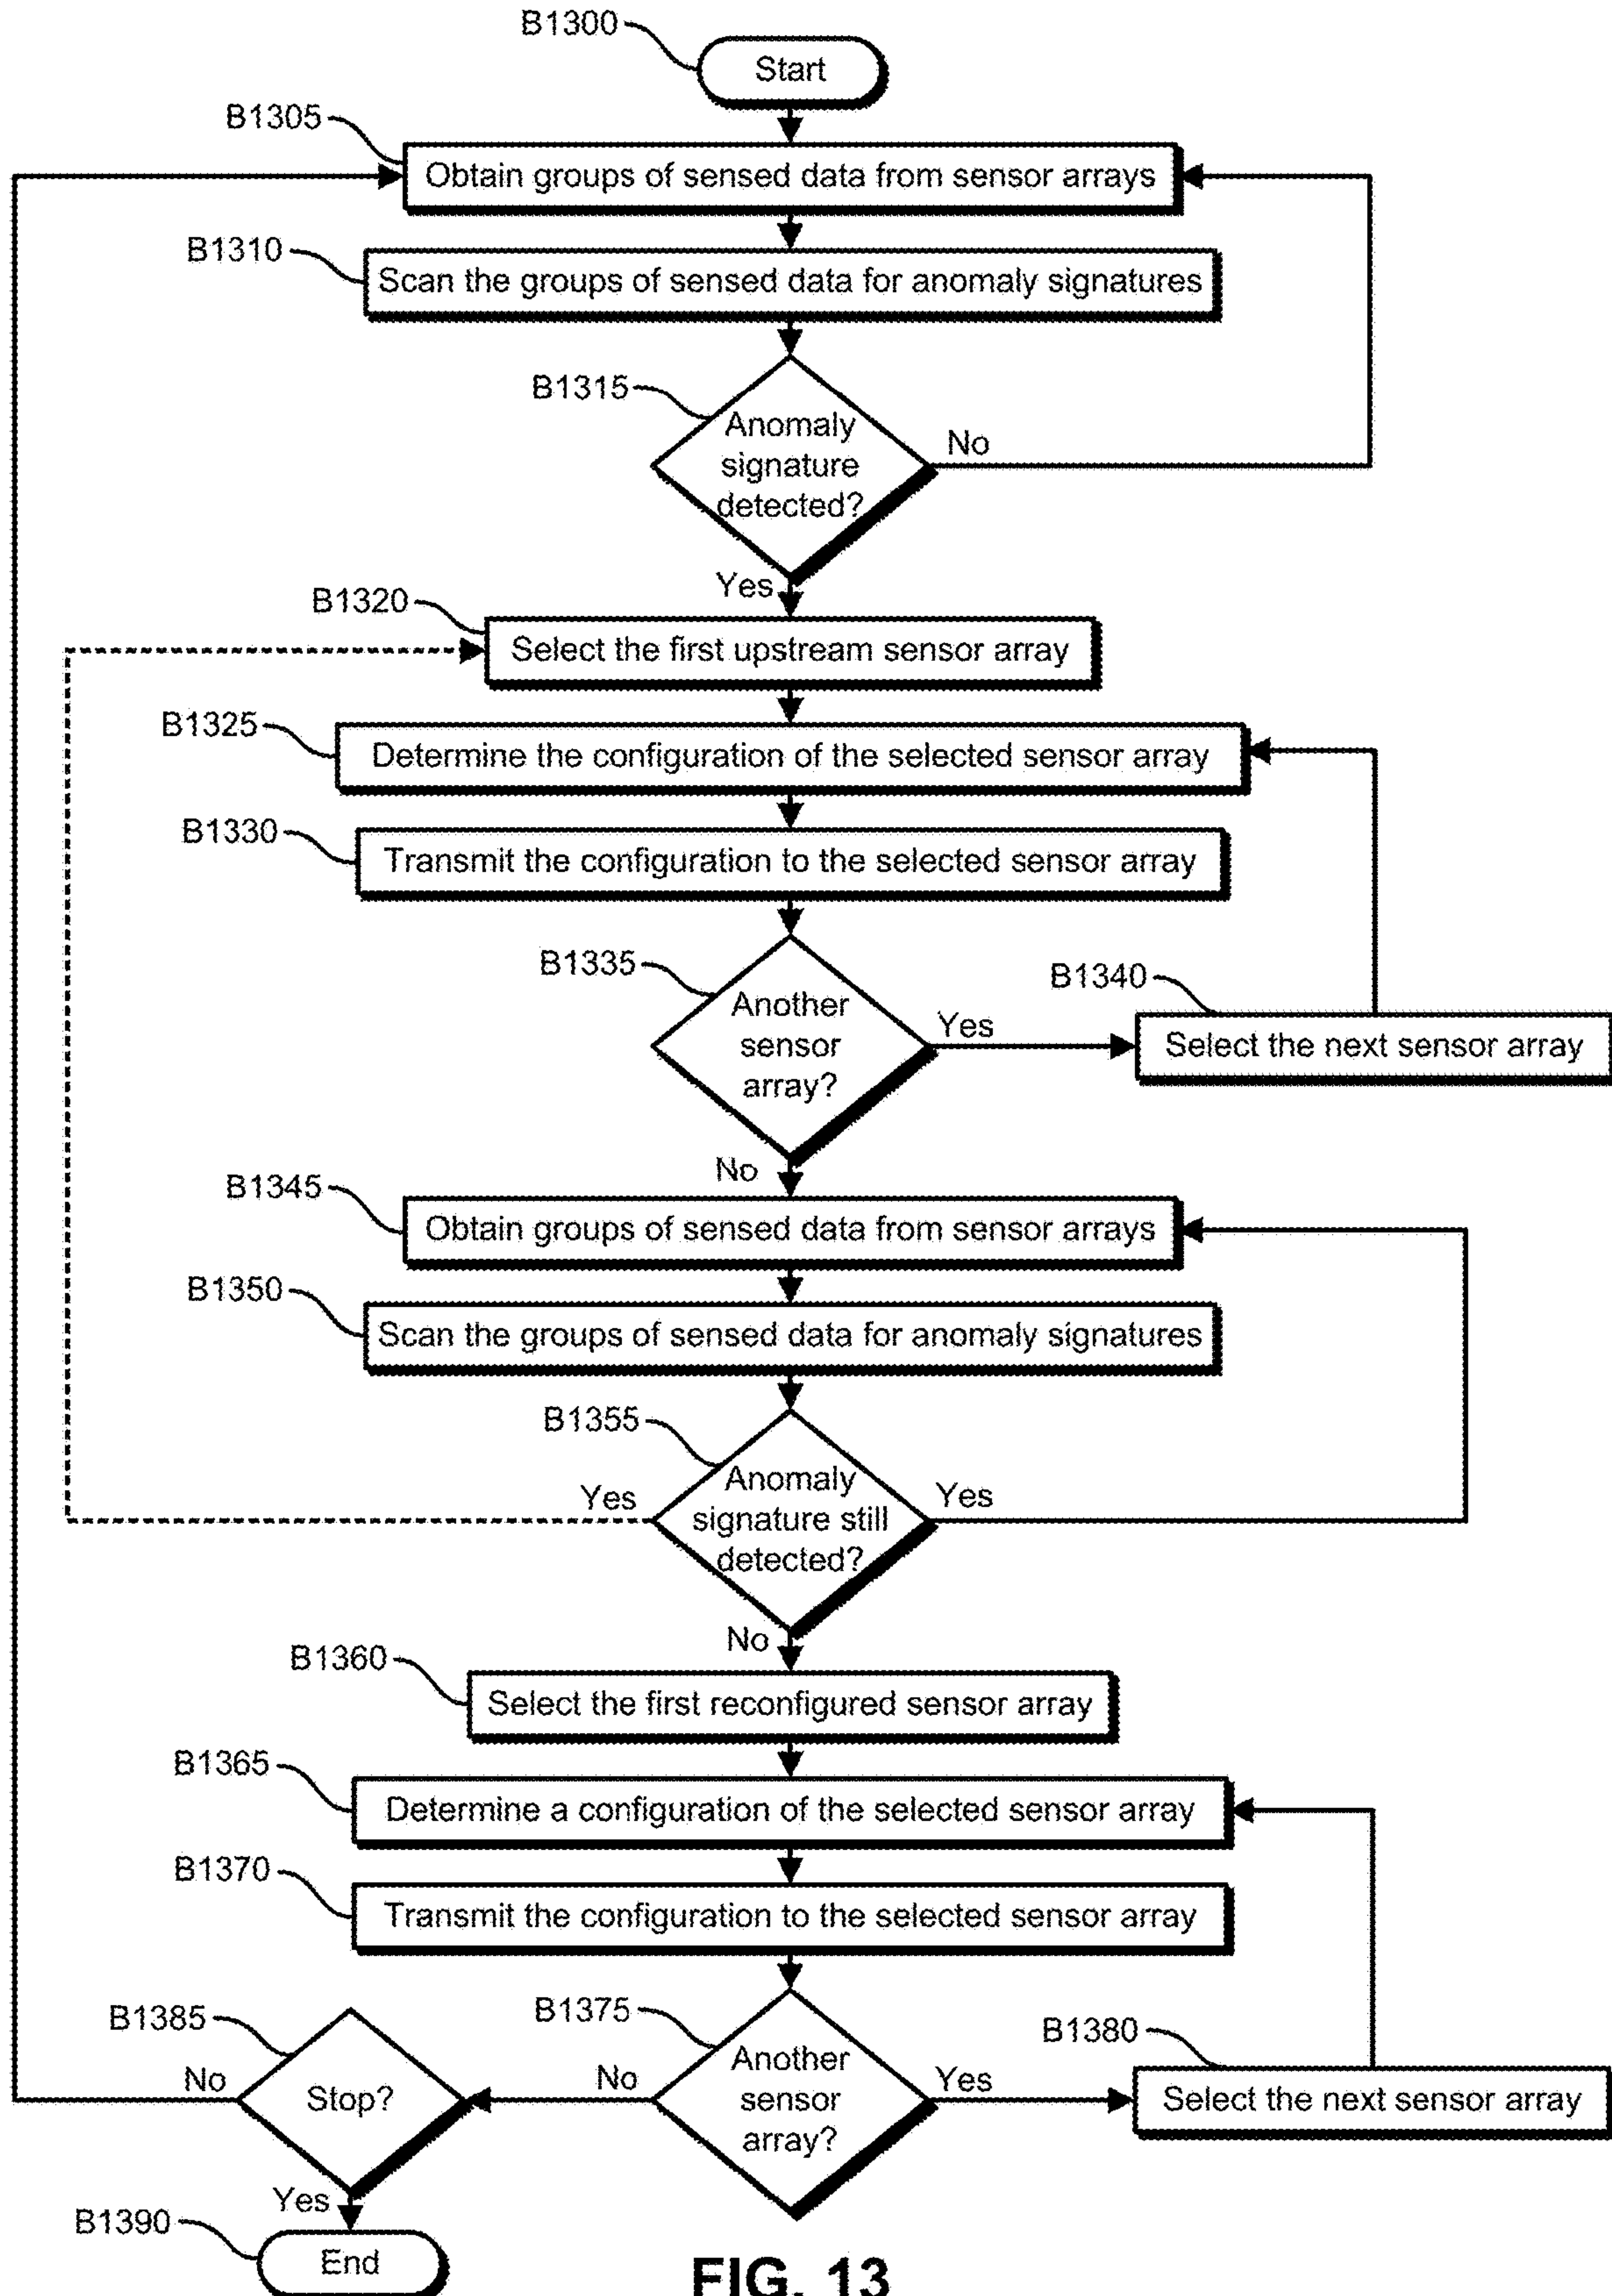 B1300
Start
B1305
Obtain groups of sensed data from sensor arrays
B1310
Scan the groups of sensed data for anomaly signatures
B1315
Anomaly
signature
detected?
No
Yes
B1320
Select the first upstream sensor array
B1325
Determine the configuration of the selected sensor array
B1330
Transmit the configuration to the selected sensor array
B1335
Another
sensor
array?
Yes
B1340
Select the next sensor array
No
B1345
Obtain groups of sensed data from sensor arrays
B1350
Scan the groups of sensed data for anomaly signatures
B1355
Anomaly
signature still
detected?
Yes
Yes
No
B1360
Select the first reconfigured sensor array
B1365
Determine a configuration of the selected sensor array
B1370
Transmit the configuration to the selected sensor array
B1375
Another
sensor
array?
Yes
B1380
Select the next sensor array
No
B1385
Stop?
No
Yes
B1390
End
FIG. 13